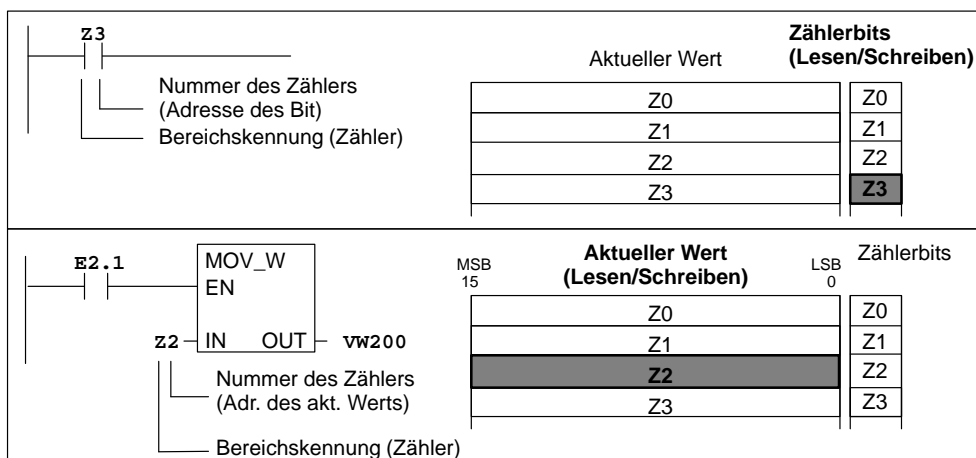 Z3
Nummer des Zählers
(Adresse des Bit)
Bereichskennung (Zähler)
Aktueller Wert
Zählerbits
(Lesen/Schreiben)
Z0 Z0
Z1 Z1
Z2 Z2
Z3 Z3
E2.1
MOV_W
EN
Z2 IN OUT VW200
Nummer des Zählers
(Adr. des akt. Werts)
Bereichskennung (Zähler)
MSB
15
Aktueller Wert
(Lesen/Schreiben)
LSB
0
Zählerbits
Z0 Z0
Z1 Z1
Z2 Z2
Z3 Z3